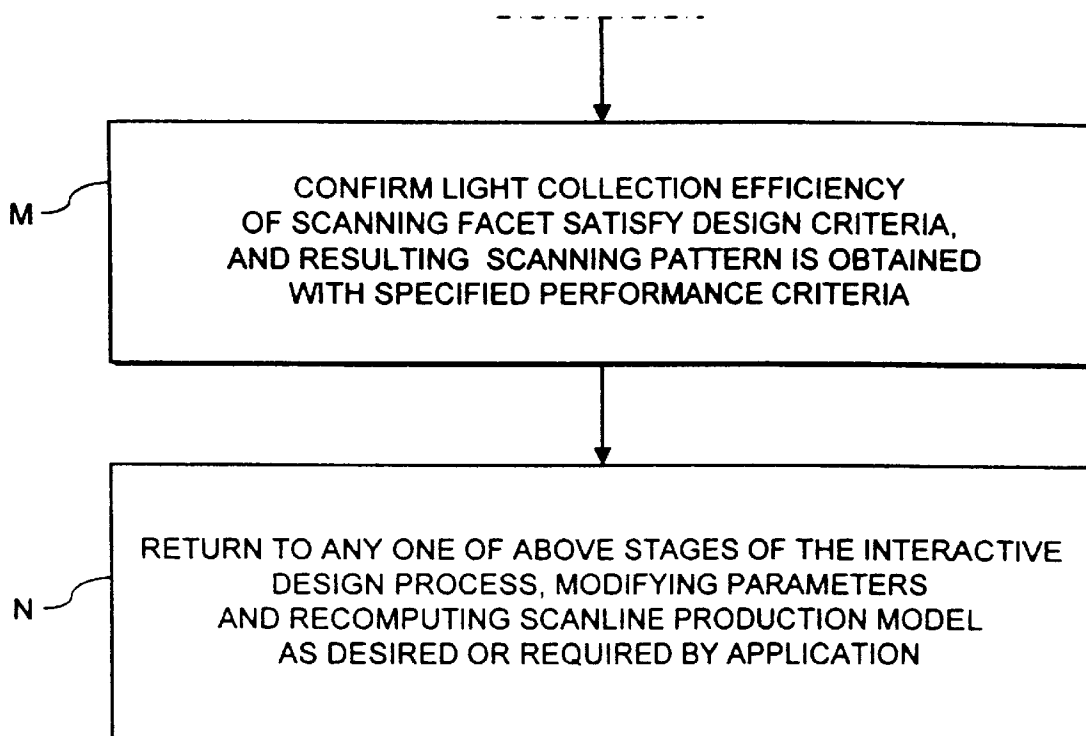 M
CONFIRM LIGHT COLLECTION EFFICIENCY
OF SCANNING FACET SATISFY DESIGN CRITERIA,
AND RESULTING SCANNING PATTERN IS OBTAINED
WITH SPECIFIED PERFORMANCE CRITERIA
N
RETURN TO ANY ONE OF ABOVE STAGES OF THE INTERACTIVE
DESIGN PROCESS, MODIFYING PARAMETERS
AND RECOMPUTING SCANLINE PRODUCTION MODEL
AS DESIRED OR REQUIRED BY APPLICATION